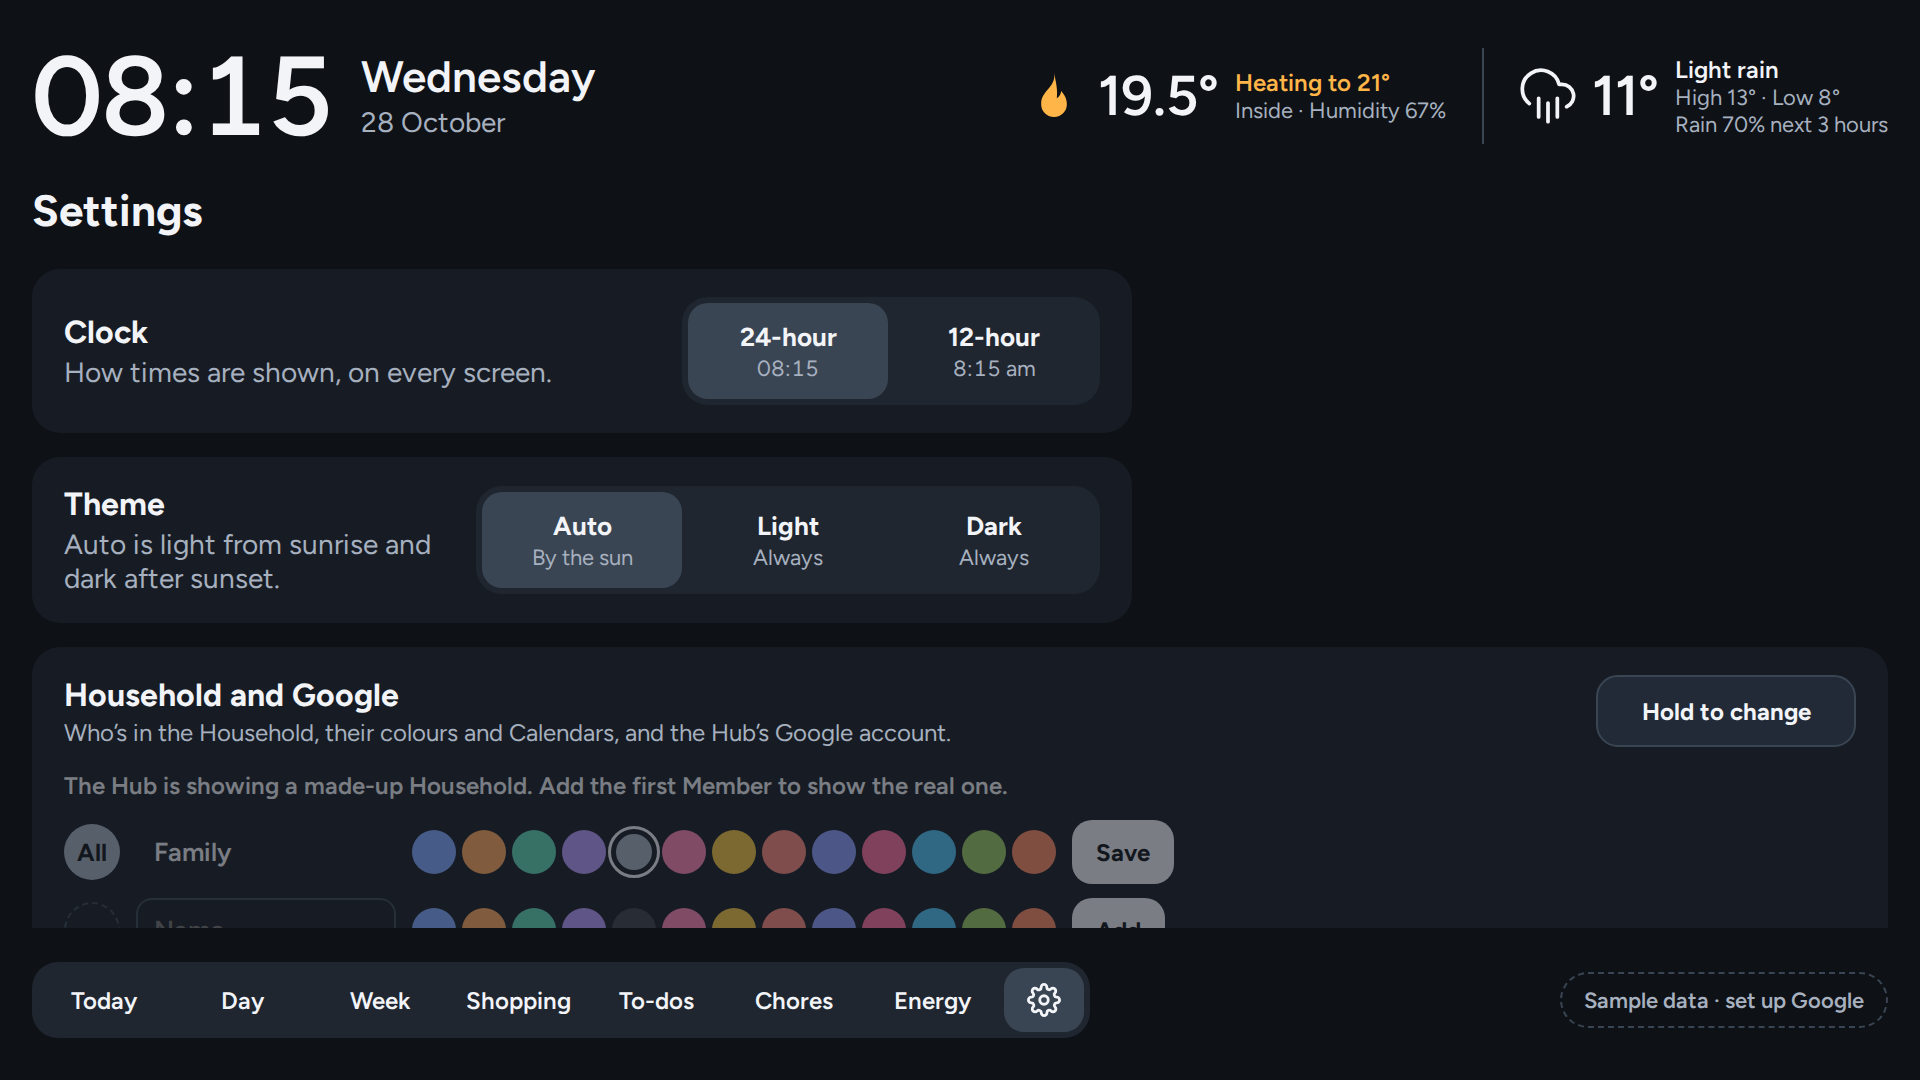 08:15
Wednesday
28 October
19.5°
Heating to 21°
Inside · Humidity 67%
11°
Light rain
High 13° · Low 8°
Rain 70% next 3 hours
Settings
Clock
How times are shown, on every screen.
24-hour
08:15
12-hour
8:15 am
Theme
Auto is light from sunrise and
dark after sunset.
Auto
By the sun
Light
Always
Dark
Always
Household and Google
Who’s in the Household, their colours and Calendars, and the Hub’s Google account.
Hold to change
The Hub is showing a made-up Household. Add the first Member to show the real one.
All
Family
Save
Name
Add
Today
Day
Week
Shopping
To-dos
Chores
Energy
Sample data · set up Google